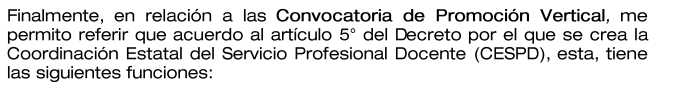 Finalmente, en relación a las Convocatoria de Promoción Vertical, me
permito referir que acuerdo al artículo 5° del Decreto por el que se crea la
Coordinación Estatal del Servicio Profesional Docente (CESPD), esta, tiene
las siguientes funciones: